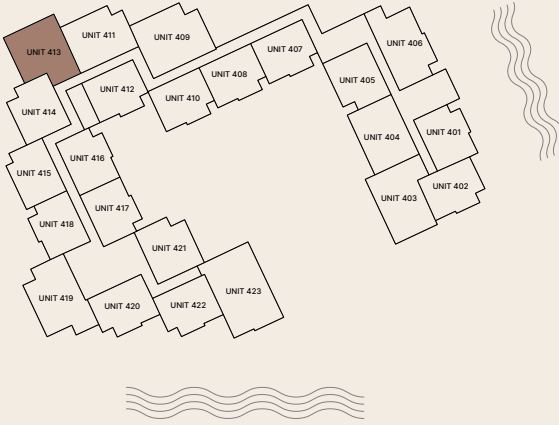 UNIT 411
UNIT 409
UNIT 413
UNIT 407
UNIT 406
UNIT 408
UNIT 405
UNIT 412
UNIT 410
UNIT 414
UNIT 404
UNIT 401
UNIT 416
UNIT 415
UNIT 402
UNIT 403
UNIT 417
UNIT 418
UNIT 421
UNIT 423
UNIT 419
UNIT 420
UNIT 422